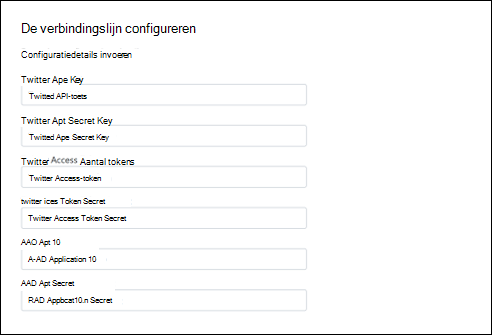 De verbindingslijn configureren
Configuratiedetails invoeren
Twitter Ape Key
Twitted API-toets
Twitter Apt Secret Key
Twitted Ape Secret Key
Twitter Access Aantal tokens
Twitter Access-token
twitter ices Token Secret
Twitter Access Token Secret
AAO Apt 10
A-AD Application 10
AAD Apt Secret
RAD Appbcat10.n Secret